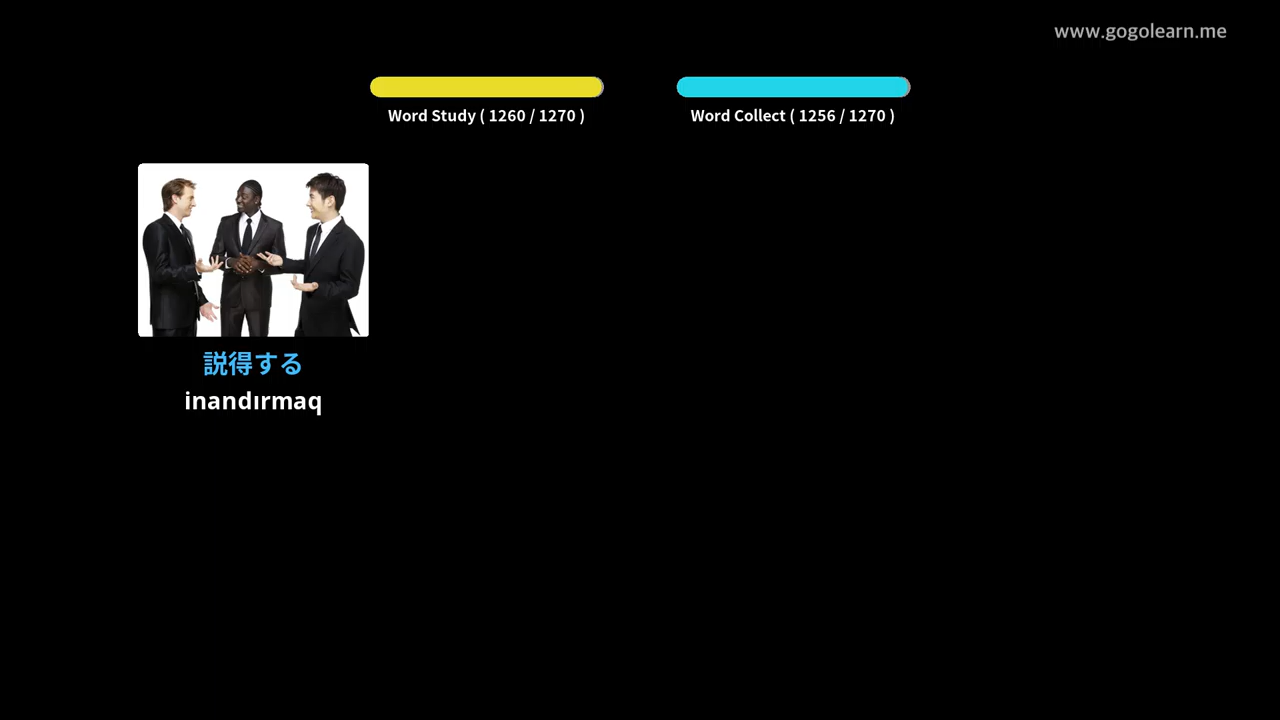 www.gogolearn.me
Word Study ( 1260 / 1270 )
Word Collect ( 1256 / 1270 )
説得する
inandırmaq